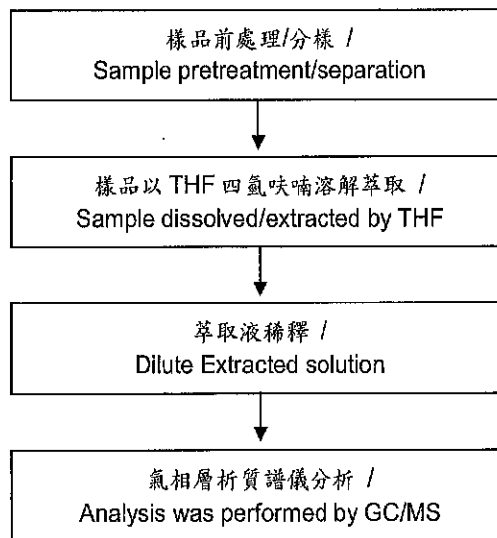 樣品前處理/分樣 /
Sample pretreatment/separation
樣品以 THF 四氫呋喃溶解萃取 /
Sample dissolved/extracted by THF
萃取液稀釋 /
Dilute Extracted solution
氣相層析質譜儀分析 /
Analysis was performed by GC/MS